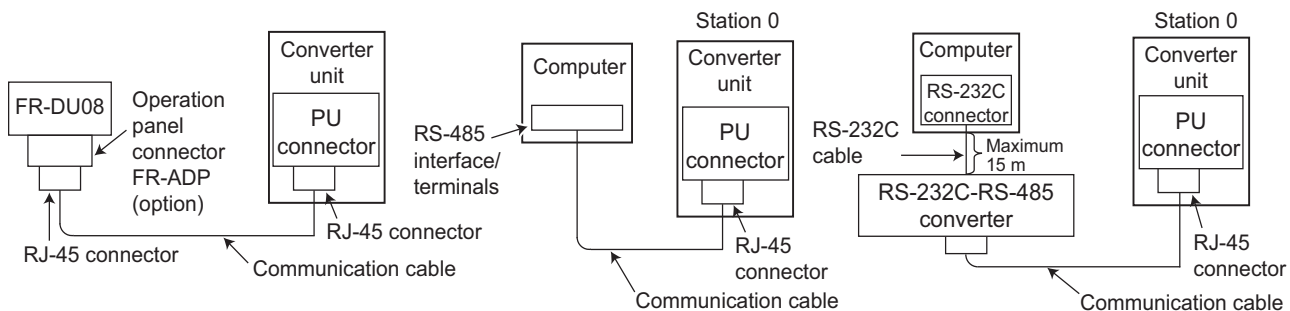 Converter
unit
FR-DU08
Operation
panel
connector
FR-ADP
(option)
PU
connector
RJ-45 connector
RJ-45 connector
Communication cable
Station 0
Computer
Converter
unit
RS-485
interface/
terminals
PU
connector
RJ-45
connector
Communication cable
Station 0
Computer
RS-232C
connector
Converter
unit
RS-232C
cable
Maximum
15 m
PU
connector
RS-232C-RS-485
converter
RJ-45
connector
Communication cable